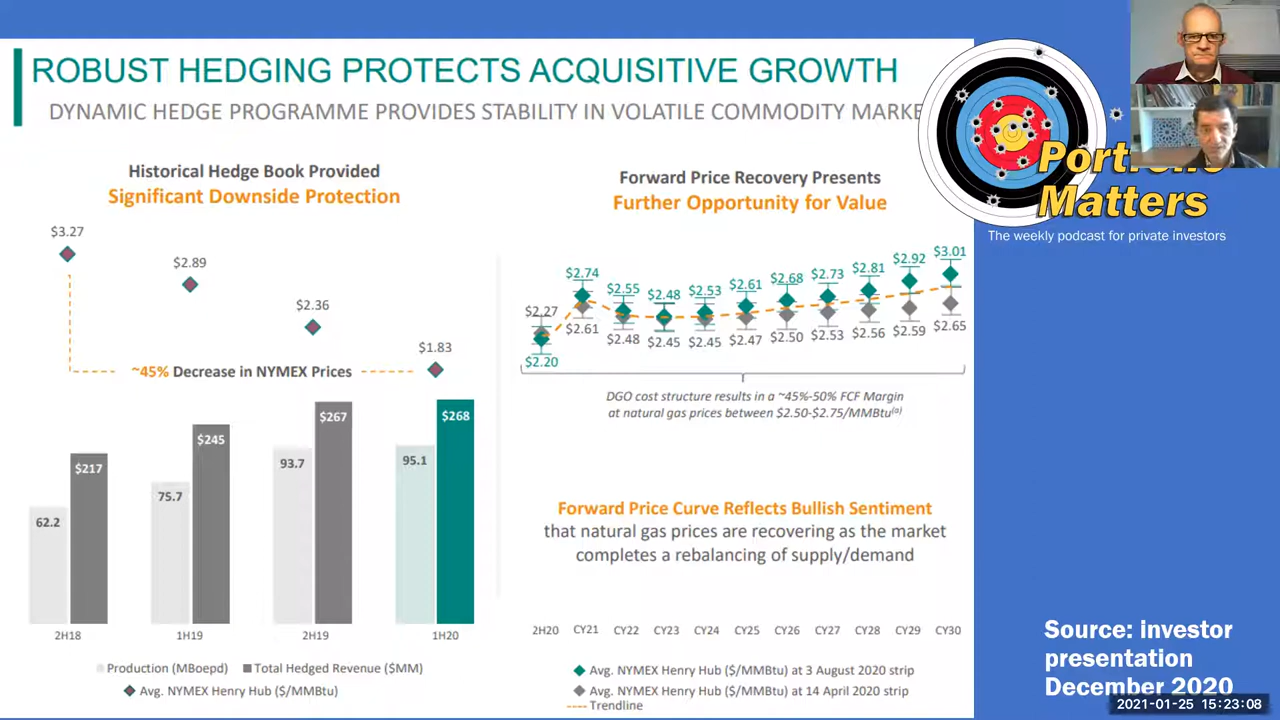 ROBUST HEDGING PROTECTS ACQUISITIVE GROWTH
DYNAMIC HEDGE PROGRAMME PROVIDES STABILITY IN VOLATILE COMMODITY MARKE
Historical Hedge Book Provided
Significant Downside Protection
$3.27
$2.89
$2.36
$1.83
~45% Decrease in NYMEX Prices
62.2
$217
75.7
$245
93.7
$267
95.1
$268
2H18
1H19
2H19
1H20
Production (MBoepd)
Total Hedged Revenue ($MM)
Avg. NYMEX Henry Hub ($/MMBtu)
Forward Price Recovery Presents
Further Opportunity for Value
$2.74
$2.55
$2.48
$2.53
$2.61
$2.68
$2.73
$2.81
$2.92
$3.01
$2.27
$2.61
$2.48
$2.45
$2.45
$2.47
$2.50
$2.53
$2.56
$2.59
$2.65
$2.20
DGO cost structure results in a ~45%-50% FCF Margin
at natural gas prices between $2.50-$2.75/MMBtu(a)
Forward Price Curve Reflects Bullish Sentiment
that natural gas prices are recovering as the market
completes a rebalancing of supply/demand
2H20
CY21
CY22
CY23
CY24
CY25
CY26
CY27
CY28
CY29
CY30
Avg. NYMEX Henry Hub ($/MMBtu) at 3 August 2020 strip
Avg. NYMEX Henry Hub ($/MMBtu) at 14 April 2020 strip
Trendline
Portfolio
Matters
The weekly podcast for private investors
Source: investor
presentation
December 2020
2021-01-25 15:23:08